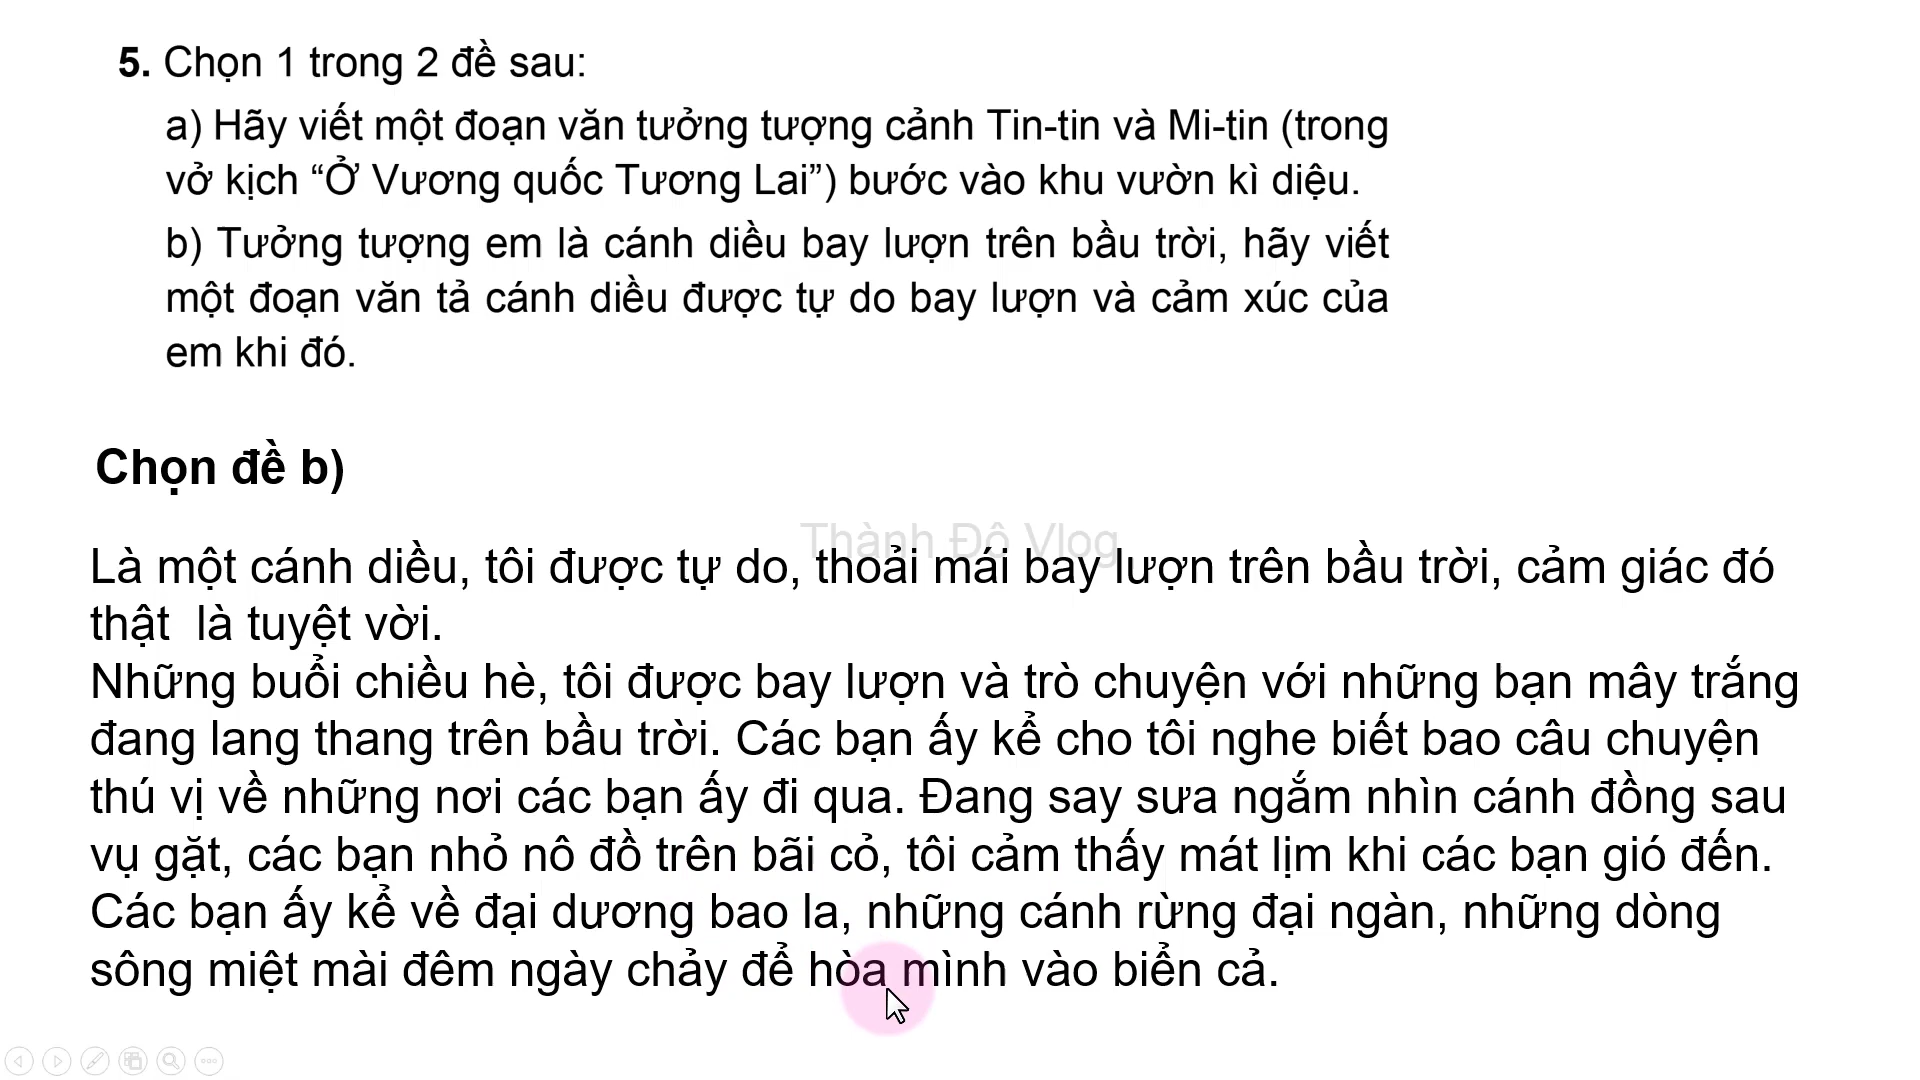 5. Chọn 1 trong 2 đề sau:
a) Hãy viết một đoạn văn tưởng tượng cảnh Tin-tin và Mi-tin (trong
vở kịch “Ở Vương quốc Tương Lai”) bước vào khu vườn kì diệu.
b) Tưởng tượng em là cánh diều bay lượn trên bầu trời, hãy viết
một đoạn văn tả cánh diều được tự do bay lượn và cảm xúc của
em khi đó.
Chọn đề b)
Thành Đô Vlog
Là một cánh diều, tôi được tự do, thoải mái bay lượn trên bầu trời, cảm giác đó
thật là tuyệt vời.
Những buổi chiều hè, tôi được bay lượn và trò chuyện với những bạn mây trắng
đang lang thang trên bầu trời. Các bạn ấy kể cho tôi nghe biết bao câu chuyện
thú vị về những nơi các bạn ấy đi qua. Đang say sưa ngắm nhìn cánh đồng sau
vụ gặt, các bạn nhỏ nô đồ trên bãi cỏ, tôi cảm thấy mát lịm khi các bạn gió đến.
Các bạn ấy kể về đại dương bao la, những cánh rừng đại ngàn, những dòng
sông miệt mài đêm ngày chảy để hòa mình vào biển cả.